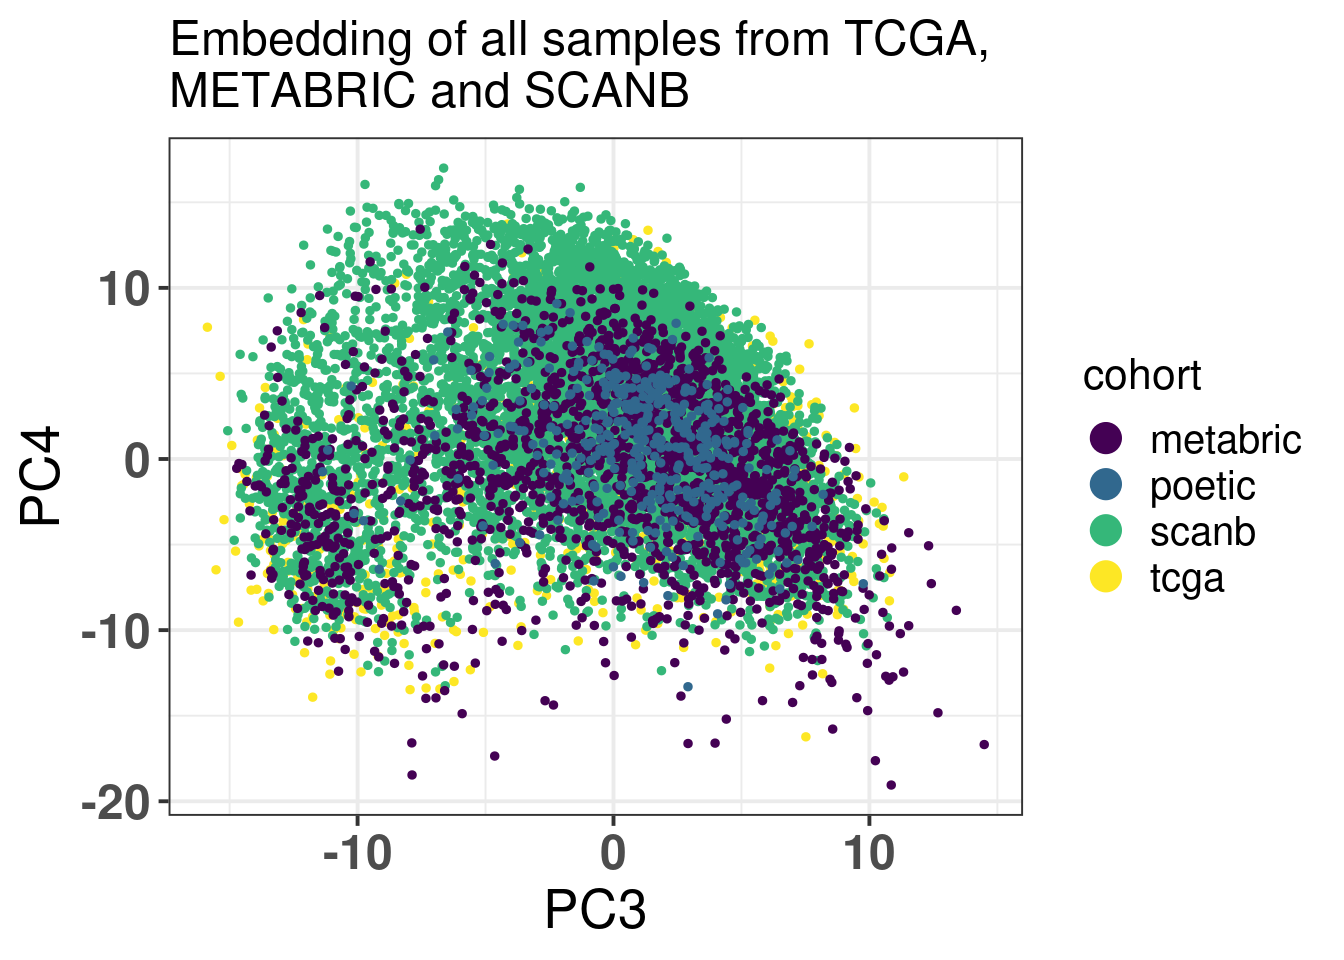 Embedding of all samples from TCGA,
METABRIC and SCANB
10
0
-10
-20
PC4
-10
0
10
PC3
cohort
metabric
poetic
scanb
tcga